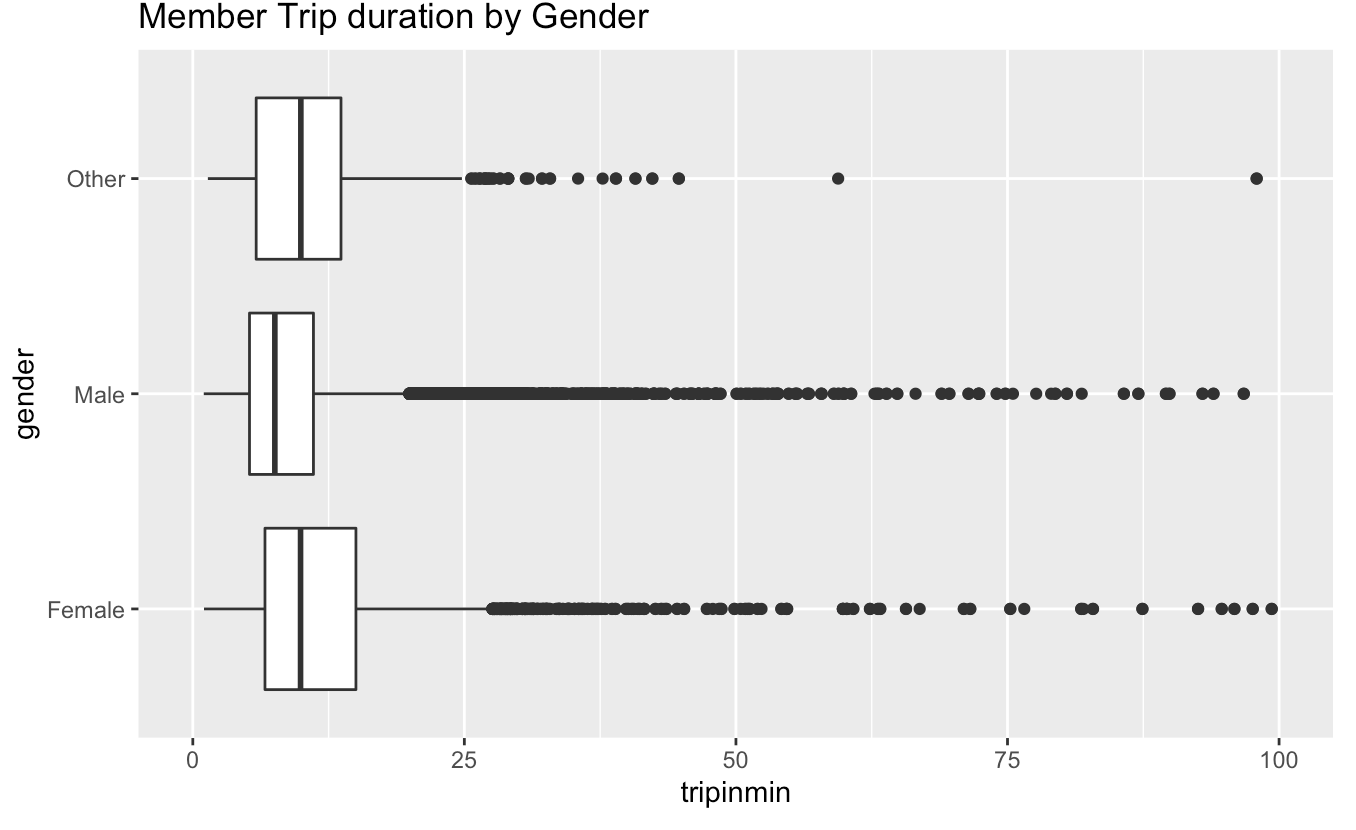 Member Trip duration by Gender
gender
Other
Male
Female
0 25 50 75 100
tripinmin